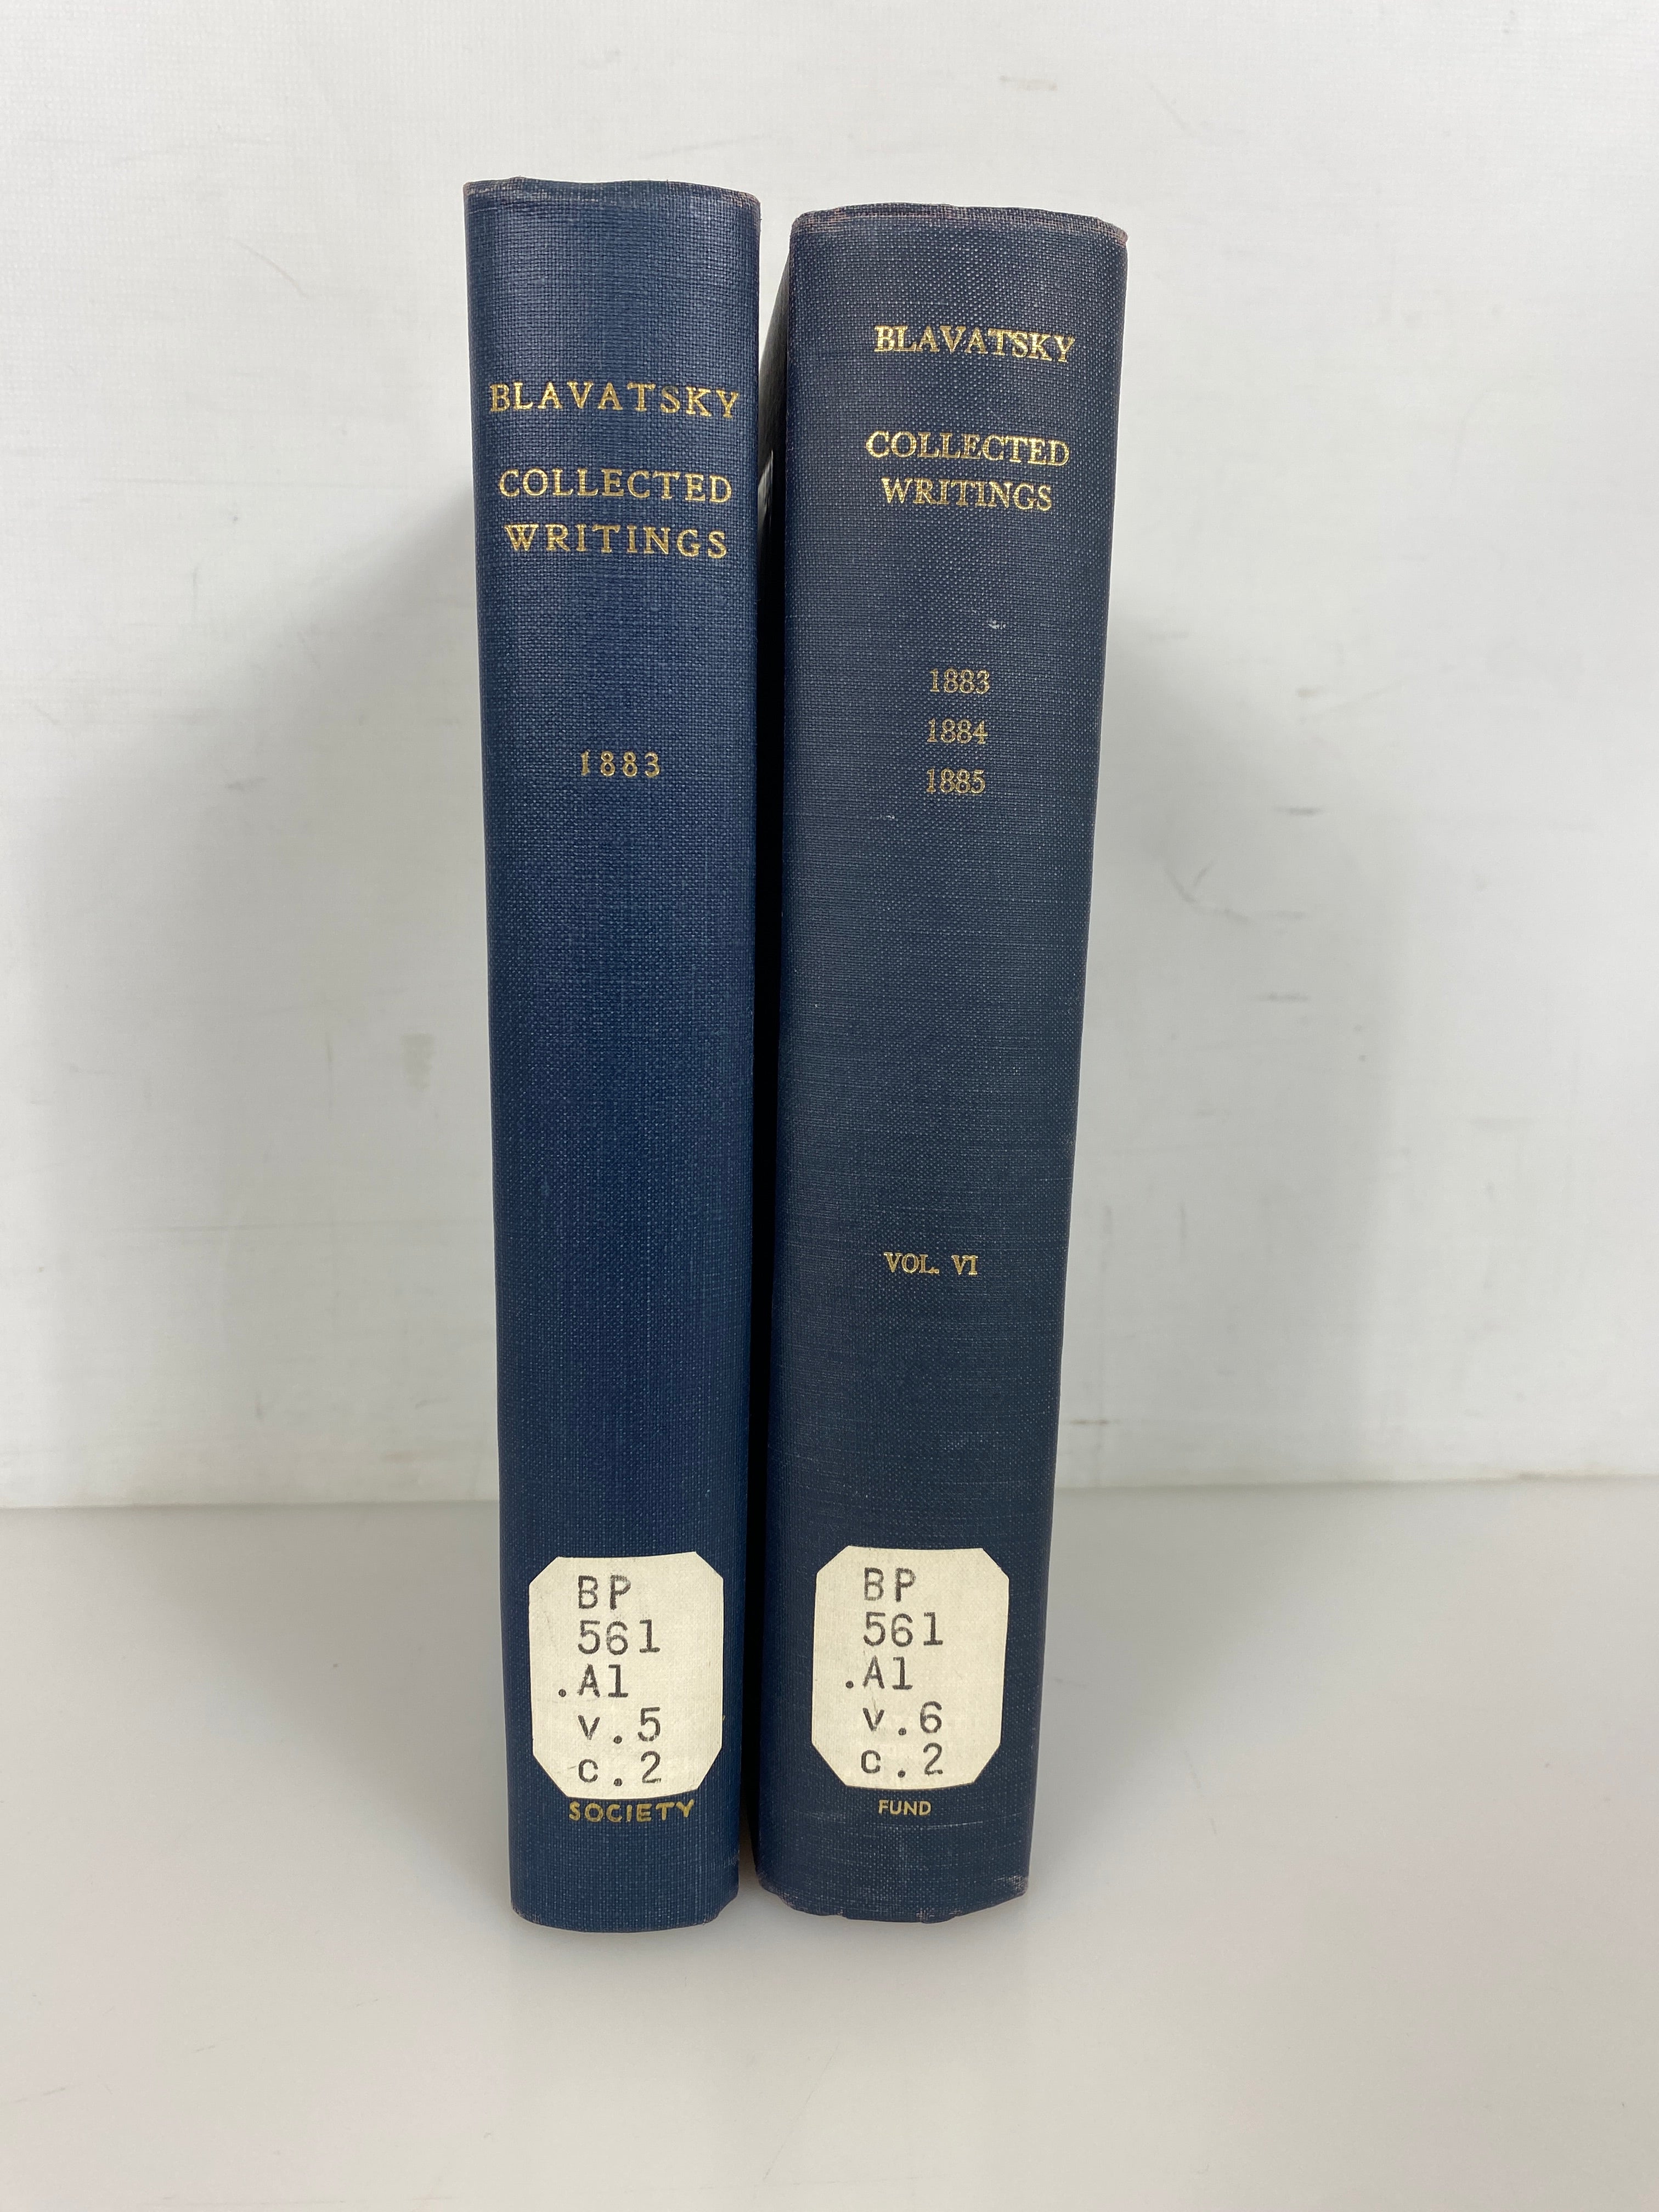 BLAVATSKY
COLLECTED
WRITINGS
1883
BP
561
.A1
v.5
c.2
SOCIETY
BLAVATSKY
COLLECTED
WRITINGS
1883
1884
1885
VOL. VI
BP
561
.A1
v.6
c.2
FUND